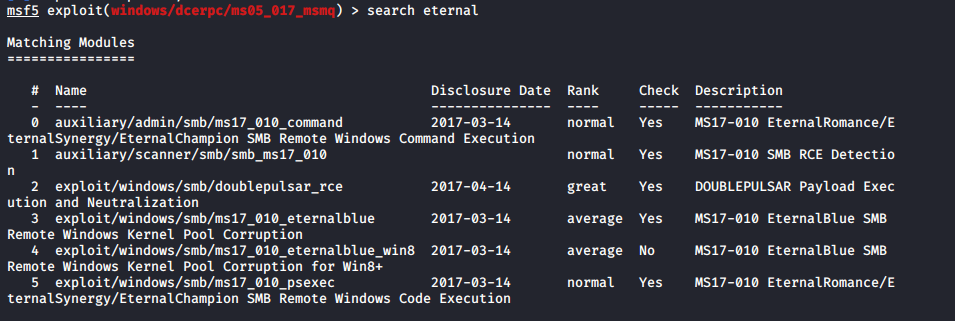 msf5 exploit(windows/dcerpc/ms05_017_msmq) > search eternal
Matching Modules
================
#  Name                                      Disclosure Date  Rank     Check  Description
-  ----                                      ---------------  ----     -----  -----------
0  auxiliary/admin/smb/ms17_010_command      2017-03-14       normal   Yes    MS17-010 EternalRomance/E
ternalSynergy/EternalChampion SMB Remote Windows Command Execution
1  auxiliary/scanner/smb/smb_ms17_010                         normal   Yes    MS17-010 SMB RCE Detectio
n
2  exploit/windows/smb/doublepulsar_rce      2017-04-14       great    Yes    DOUBLEPULSAR Payload Exec
ution and Neutralization
3  exploit/windows/smb/ms17_010_eternalblue  2017-03-14       average  Yes    MS17-010 EternalBlue SMB
Remote Windows Kernel Pool Corruption
4  exploit/windows/smb/ms17_010_eternalblue_win8  2017-03-14  average  No     MS17-010 EternalBlue SMB
Remote Windows Kernel Pool Corruption for Win8+
5  exploit/windows/smb/ms17_010_psexec       2017-03-14       normal   Yes    MS17-010 EternalRomance/E
ternalSynergy/EternalChampion SMB Remote Windows Code Execution